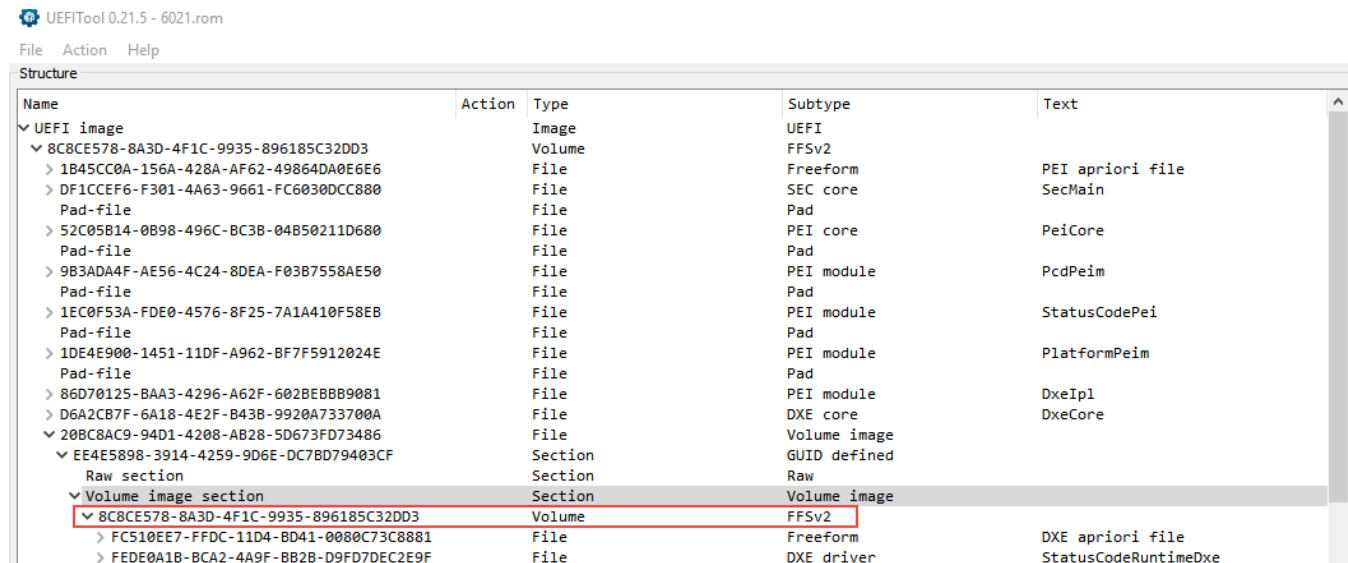 UEFITool 0.21.5 - 6021.rom
File Action Help
Structure
Name Action Type Subtype Text
UEFI image Image UEFI
8C8CE578-8A3D-4F1C-9935-896185C32DD3 Volume FFSv2
1B45CC0A-156A-428A-AF62-49864DA0E6E6 File Freeform PEI apriori file
DF1CCEF6-F301-4A63-9661-FC6030DCC880 File SEC core SecMain
Pad-file File Pad
52C05B14-0B98-496C-BC3B-04B50211D680 File PEI core PeiCore
Pad-file File Pad
9B3ADA4F-AE56-4C24-8DEA-F03B7558AE50 File PEI module PcdPeim
Pad-file File Pad
1EC0F53A-FDE0-4576-8F25-7A1A410F58EB File PEI module StatusCodePei
Pad-file File Pad
1DE4E900-1451-11DF-A962-BF7F5912024E File PEI module PlatformPeim
Pad-file File Pad
86D70125-BAA3-4296-A62F-602BEBBB9081 File PEI module DxeIpl
D6A2CB7F-6A18-4E2F-B43B-9920A733700A File DXE core DxeCore
20BC8AC9-94D1-4208-AB28-5D673FD73486 File Volume image
EE4E5898-3914-4259-9D6E-DC7BD79403CF Section GUID defined
Raw section Section Raw
Volume image section Section Volume image
8C8CE578-8A3D-4F1C-9935-896185C32DD3 Volume FFSv2
FC510EE7-FFDC-11D4-BD41-0080C73C8881 File Freeform DXE apriori file
FEDE0A1B-BCA2-4A9F-BB2B-D9FD7DEC2E9F File DXE driver StatusCodeRuntimeDxe